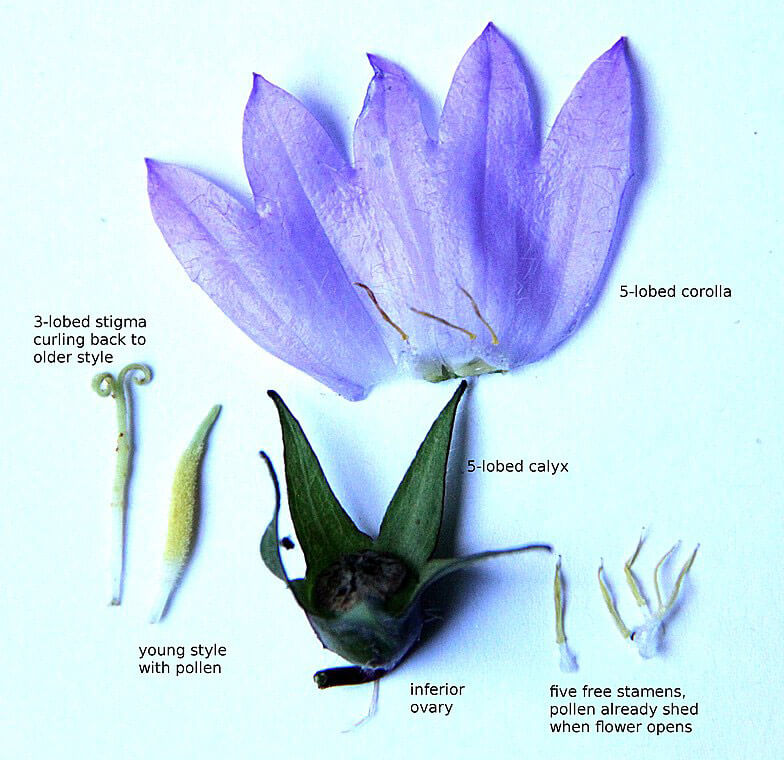 5-lobed corolla
3-lobed stigma
curling back to
older style
5-lobed calyx
young style
with pollen
inferior
ovary
five free stamens,
pollen already shed
when flower opens